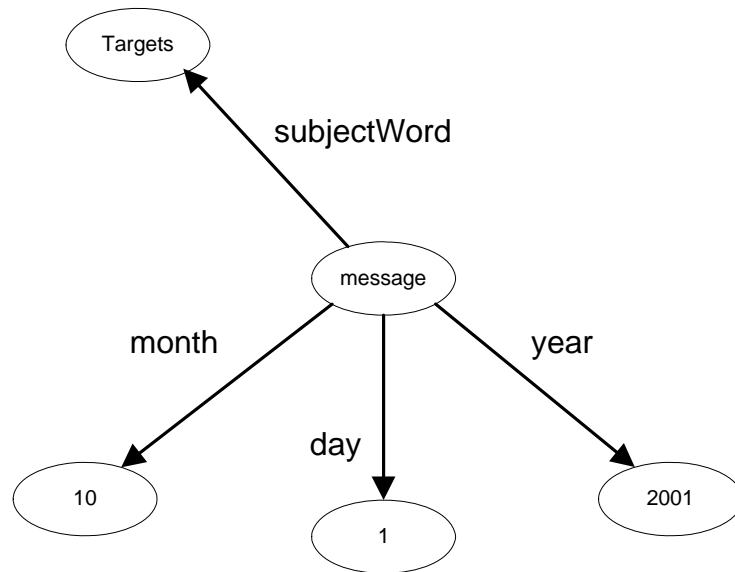 Targets
subjectWord
message
month
year
day
10
2001
1